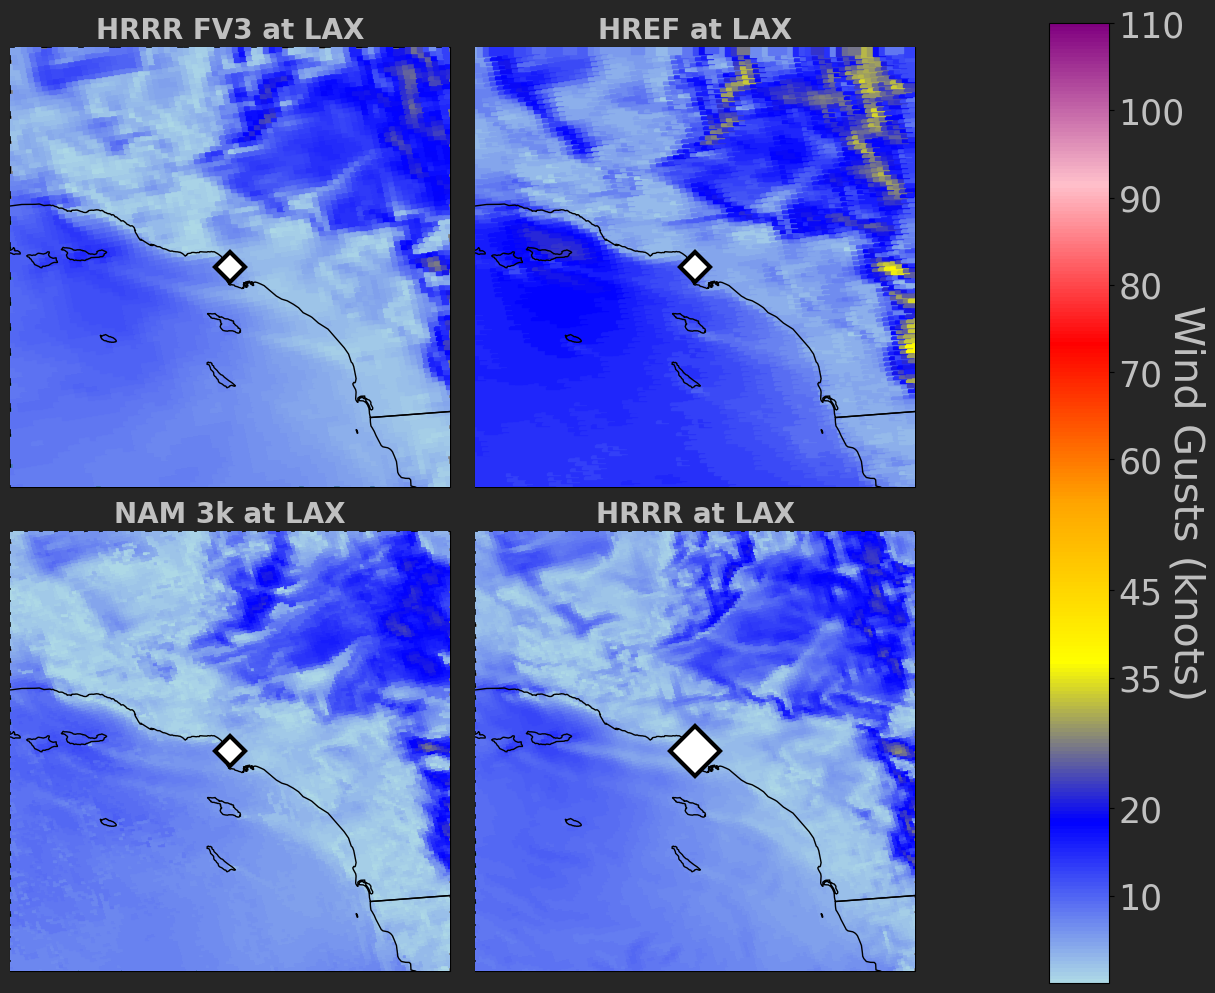 HRRR FV3 at LAX
HREF at LAX
NAM 3k at LAX
HRRR at LAX
110
100
90
80
70
60
45
35
20
10
Wind Gusts (knots)